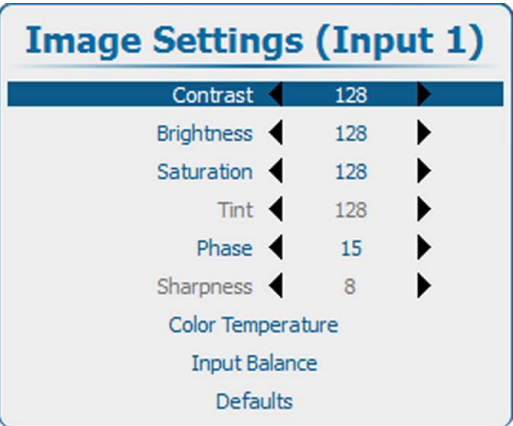 Image Settings (Input 1)
Contrast 128
Brightness 128
Saturation 128
Tint 128
Phase 15
Sharpness 8
Color Temperature
Input Balance
Defaults